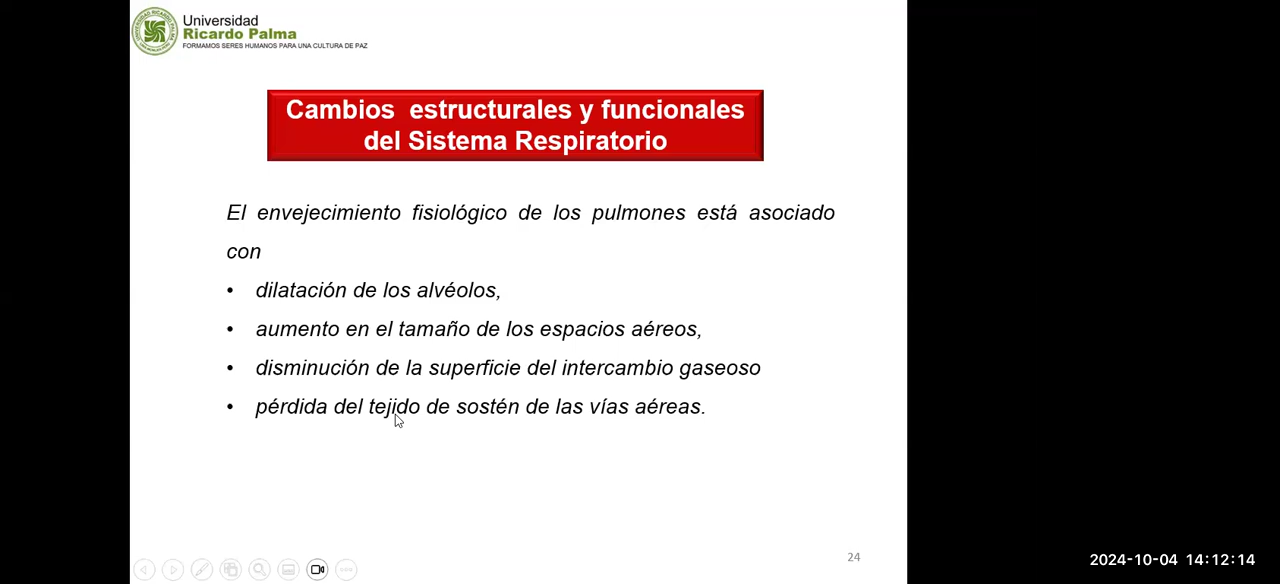 Universidad
Ricardo Palma
FORMAMOS SERES HUMANOS PARA UNA CULTURA DE PAZ
Cambios estructurales y funcionales
del Sistema Respiratorio
El envejecimiento fisiológico de los pulmones está asociado
con
• dilatación de los alvéolos,
• aumento en el tamaño de los espacios aéreos,
• disminución de la superficie del intercambio gaseoso
• pérdida del tejido de sostén de las vías aéreas.
24
2024-10-04 14:12:14